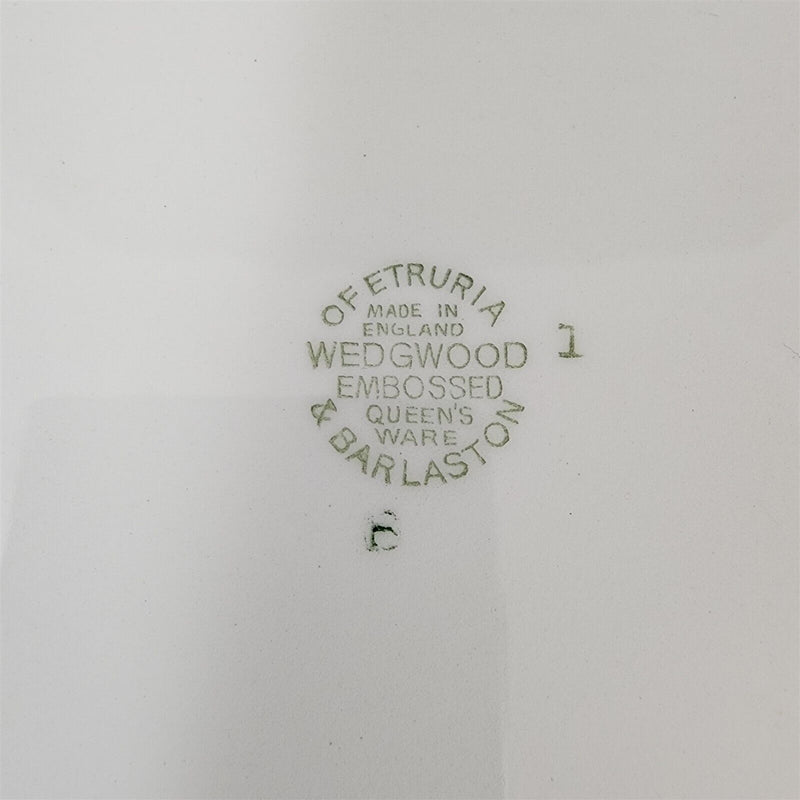 OF ETRURIA
MADE IN
ENGLAND
WEDGWOOD
EMBOSSED
QUEEN'S
WARE
& BARLASTON
1